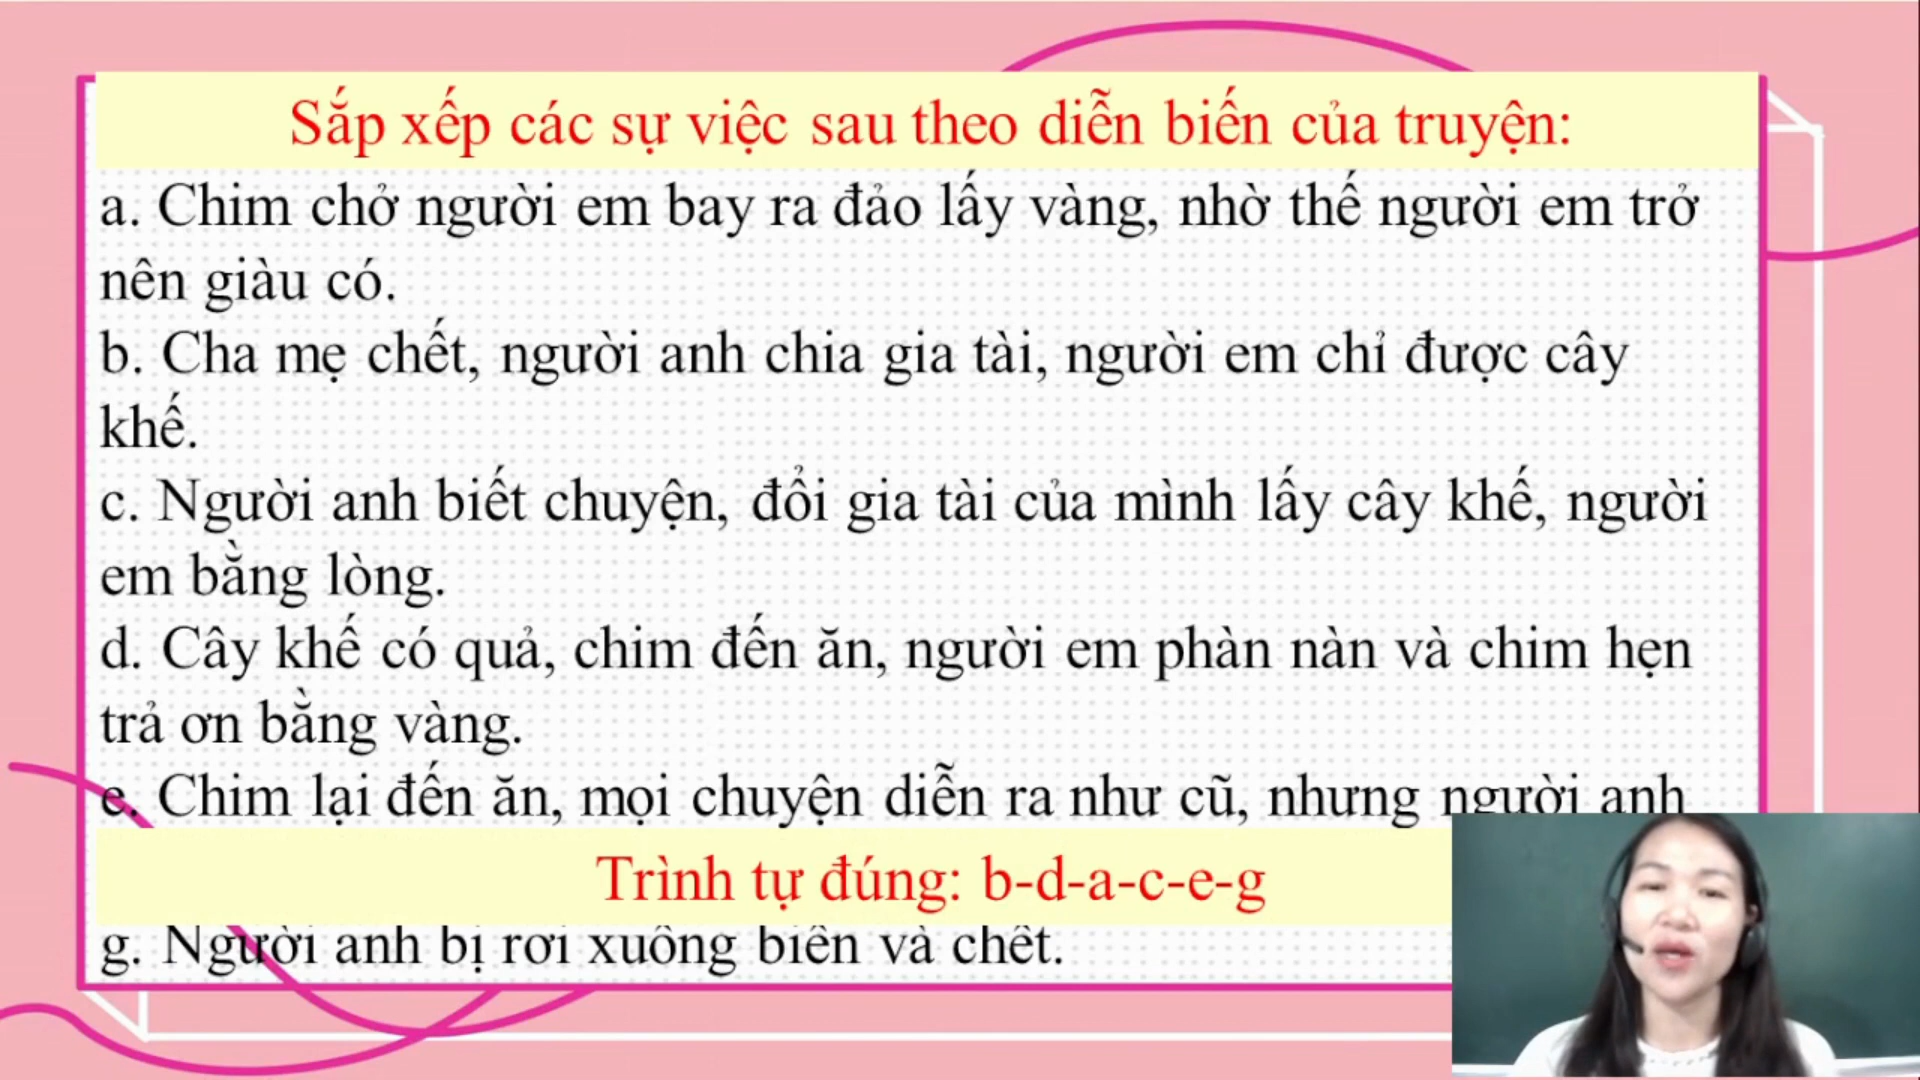 Sắp xếp các sự việc sau theo diễn biến của truyện:
a. Chim chở người em bay ra đảo lấy vàng, nhờ thế người em trở
nên giàu có.
b. Cha mẹ chết, người anh chia gia tài, người em chỉ được cây
khế.
c. Người anh biết chuyện, đổi gia tài của mình lấy cây khế, người
em bằng lòng.
d. Cây khế có quả, chim đến ăn, người em phàn nàn và chim hẹn
trả ơn bằng vàng.
e. Chim lại đến ăn, mọi chuyện diễn ra như cũ, nhưng người anh
Trình tự đúng: b-d-a-c-e-g
g. Người anh bị rơi xuống biển và chết.